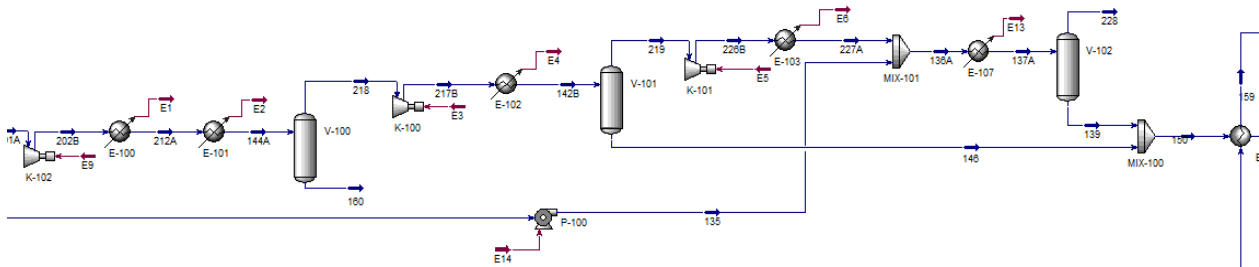 E6
E13
228
219
226B
227A
136A
137A
V-102
E-103
E-107
MIX-101
E4
E5
K-101
218
217B
142B
V-101
159
E-102
E1
E2
K-100
E3
139
202B
212A
144A
V-100
E-100
E-101
E9
K-102
146
MIX-100
160
135
P-100
E14